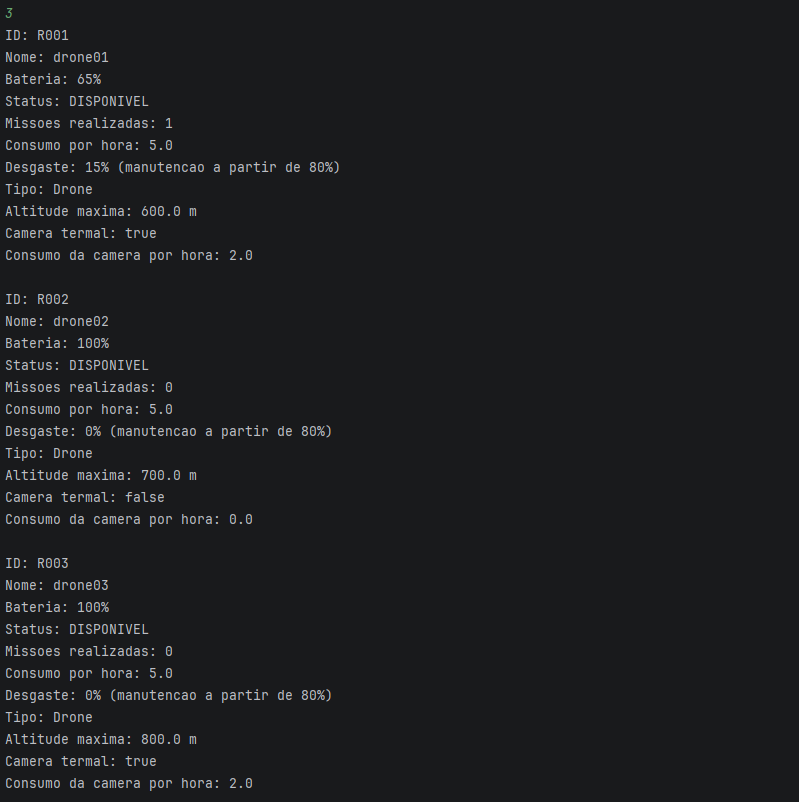 3
ID: R001
Nome: drone01
Bateria: 65%
Status: DISPONIVEL
Missoes realizadas: 1
Consumo por hora: 5.0
Desgaste: 15% (manutencao a partir de 80%)
Tipo: Drone
Altitude maxima: 600.0 m
Camera termal: true
Consumo da camera por hora: 2.0

ID: R002
Nome: drone02
Bateria: 100%
Status: DISPONIVEL
Missoes realizadas: 0
Consumo por hora: 5.0
Desgaste: 0% (manutencao a partir de 80%)
Tipo: Drone
Altitude maxima: 700.0 m
Camera termal: false
Consumo da camera por hora: 0.0

ID: R003
Nome: drone03
Bateria: 100%
Status: DISPONIVEL
Missoes realizadas: 0
Consumo por hora: 5.0
Desgaste: 0% (manutencao a partir de 80%)
Tipo: Drone
Altitude maxima: 800.0 m
Camera termal: true
Consumo da camera por hora: 2.0